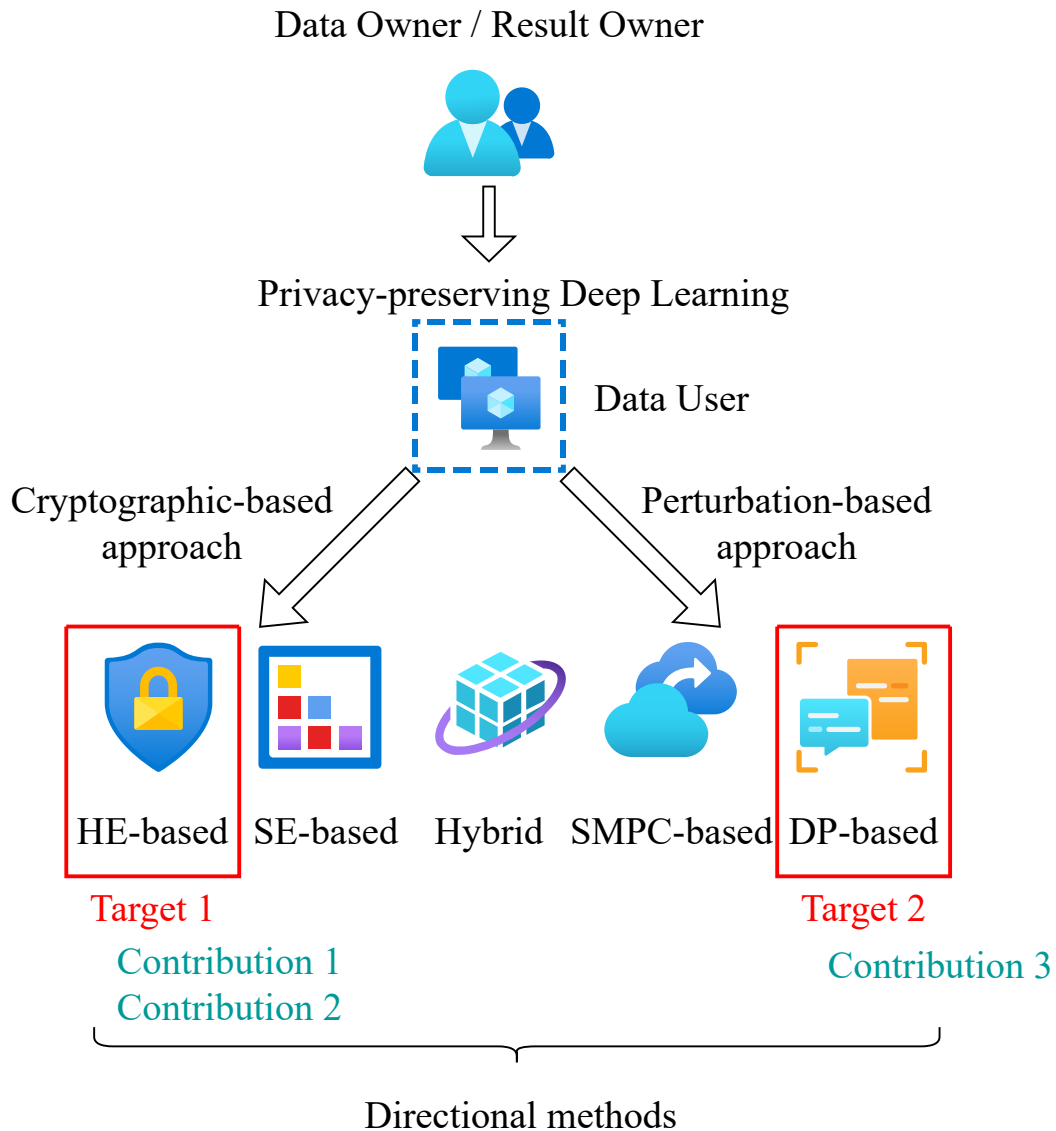 Data Owner / Result Owner
Privacy-preserving Deep Learning
Data User
Cryptographic-based
approach
Perturbation-based
approach
HE-based
SE-based
Hybrid
SMPC-based
DP-based
Target 1
Target 2
Contribution 1
Contribution 2
Contribution 3
Directional methods